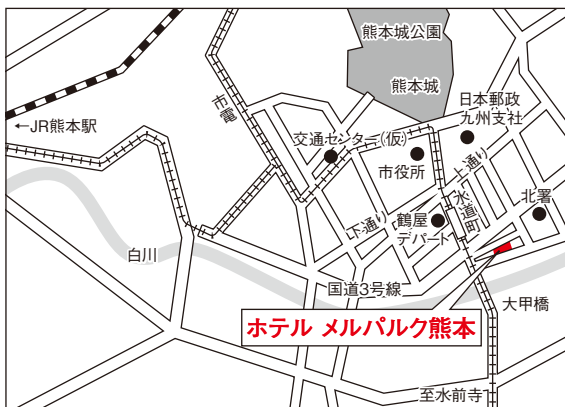 熊本城公園
熊本城
日本郵政
九州支社
←JR熊本駅
市電
交通センター(仮)
市役所
上通り
北署
下通り
鶴屋
デパート
水道町
白川
国道3号線
大甲橋
ホテル メルパルク熊本
至水前寺